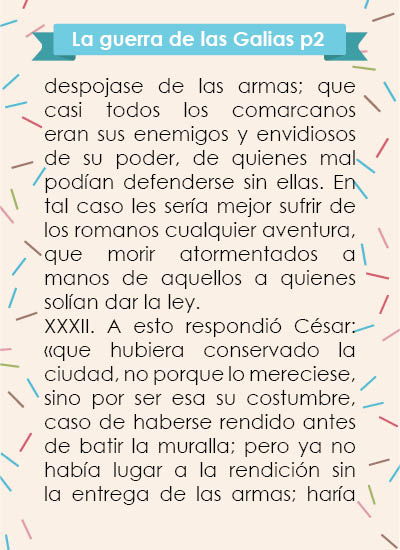 La guerra de las Galias p2
despojase de las armas; que
casi todos los comarcanos
eran sus enemigos y envidiosos
de su poder, de quienes mal
podían defenderse sin ellas. En
tal caso les sería mejor sufrir de
los romanos cualquier aventura,
que morir atormentados a
manos de aquellos a quienes
solían dar la ley.
XXXII. A esto respondió César:
«que hubiera conservado la
ciudad, no porque lo mereciese,
sino por ser esa su costumbre,
caso de haberse rendido antes
de batir la muralla; pero ya no
había lugar a la rendición sin
la entrega de las armas; haría